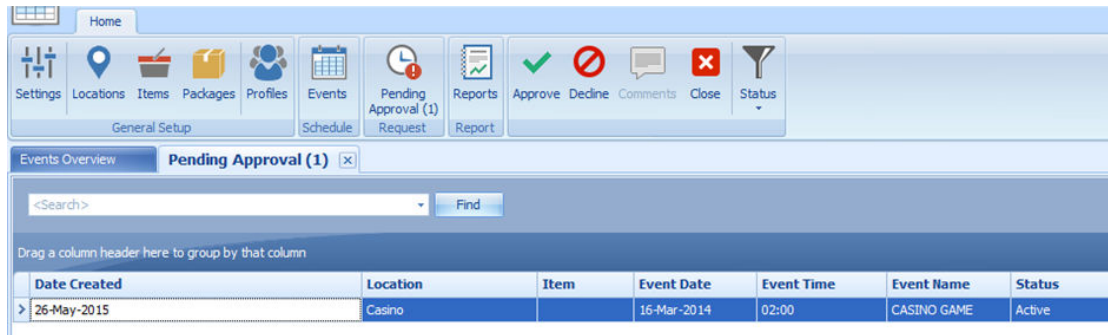 Home
Settings Locations Items Packages Profiles Events Pending Approval (1) Reports Approve Decline Comments Close Status
General Setup Schedule Request Report
Events Overview Pending Approval (1)
<Search> Find
Drag a column header here to group by that column
Date Created Location Item Event Date Event Time Event Name Status
26-May-2015 Casino 16-Mar-2014 02:00 CASINO GAME Active